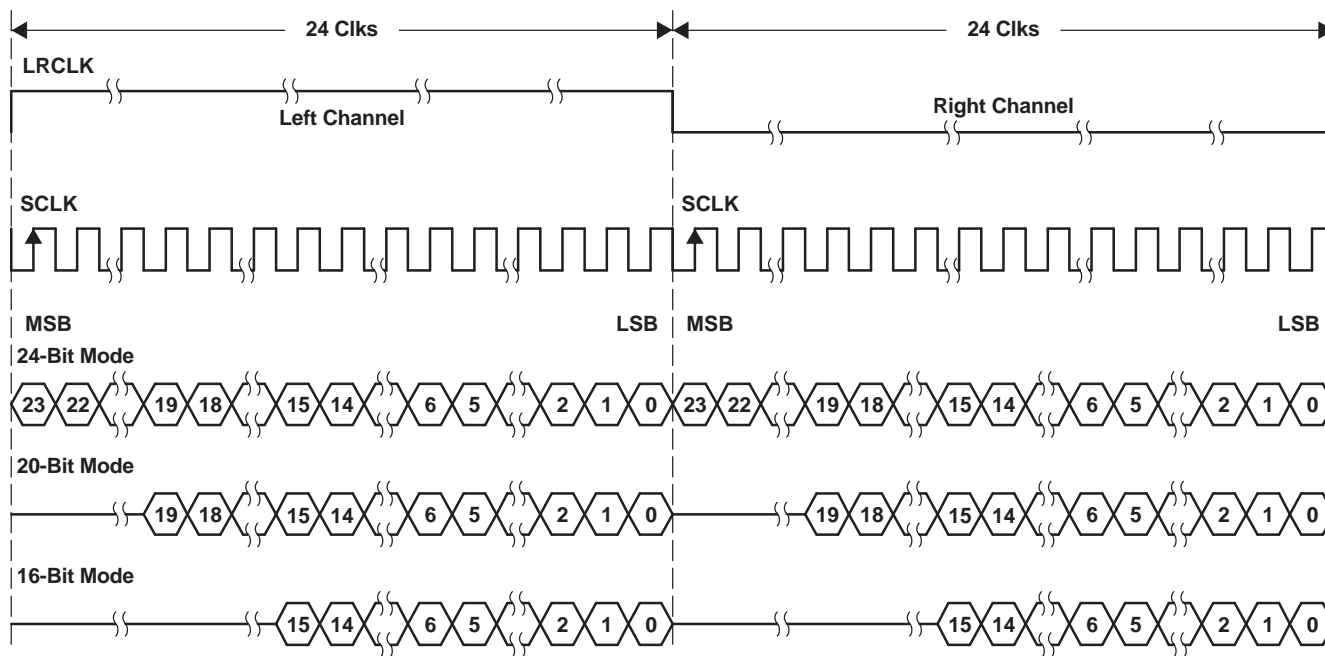 24 Clks 24 Clks
LRCLK
Left Channel Right Channel
SCLK SCLK
MSB LSB MSB LSB
24-Bit Mode
23 22 19 18 15 14 6 5 2 1 0 23 22 19 18 15 14 6 5 2 1 0
20-Bit Mode
19 18 15 14 6 5 2 1 0 19 18 15 14 6 5 2 1 0
16-Bit Mode
15 14 6 5 2 1 0 15 14 6 5 2 1 0